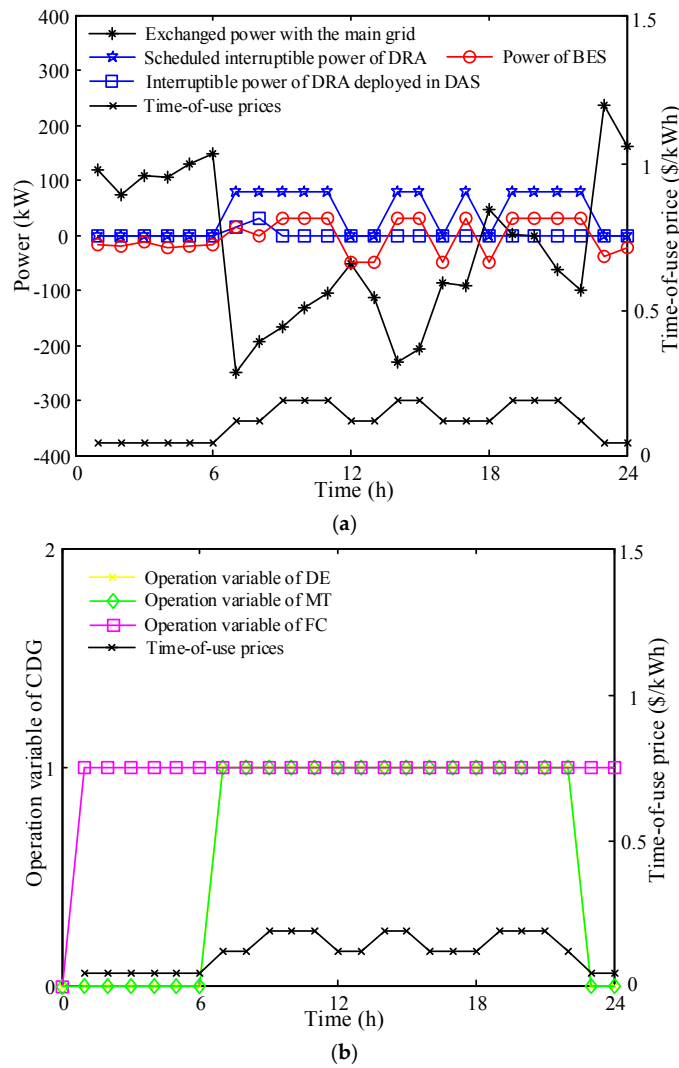 400
300
200
100
0
-100
-200
-300
-400
Power (kW)
Exchanged power with the main grid
Scheduled interruptible power of DRA
Power of BES
Interruptible power of DRA deployed in DAS
Time-of-use prices
1.5
1
0.5
0
Time-of-use price ($/kWh)
0 6 12 18 24
Time (h)
(a)
2
1
0
Operation variable of CDG
Operation variable of DE
Operation variable of MT
Operation variable of FC
Time-of-use prices
1.5
1
0.5
0
Time-of-use price ($/kWh)
0 6 12 18 24
Time (h)
(b)